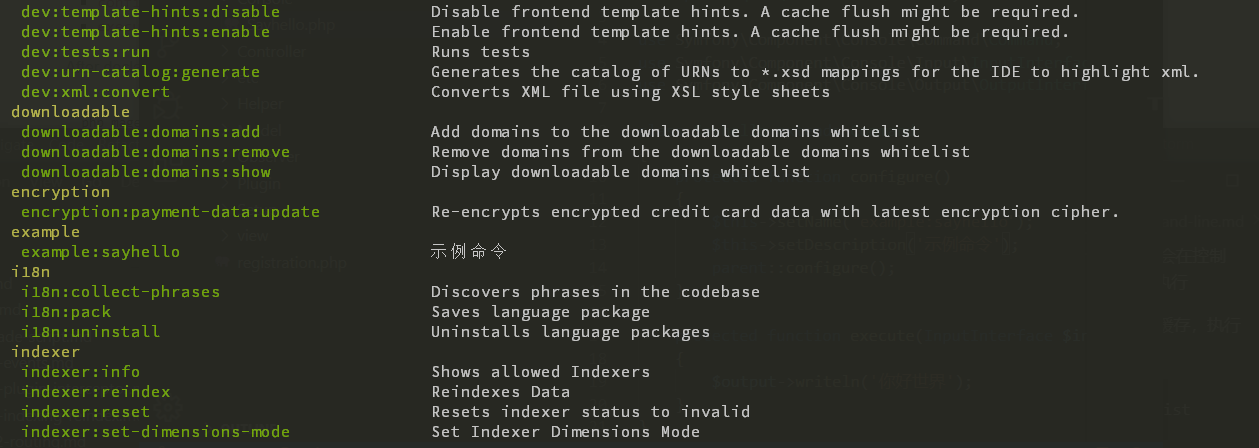 dev:template-hints:disable Disable frontend template hints. A cache flush might be required.
dev:template-hints:enable Enable frontend template hints. A cache flush might be required.
dev:tests:run Runs tests
dev:urn-catalog:generate Generates the catalog of URNs to *.xsd mappings for the IDE to highlight xml.
dev:xml:convert Converts XML file using XSL style sheets
downloadable
downloadable:domains:add Add domains to the downloadable domains whitelist
downloadable:domains:remove Remove domains from the downloadable domains whitelist
downloadable:domains:show Display downloadable domains whitelist
encryption
encryption:payment-data:update Re-encrypts encrypted credit card data with latest encryption cipher.
example
example:sayhello 示例命令
i18n
i18n:collect-phrases Discovers phrases in the codebase
i18n:pack Saves language package
i18n:uninstall Uninstalls language packages
indexer
indexer:info Shows allowed Indexers
indexer:reindex Reindexes Data
indexer:reset Resets indexer status to invalid
indexer:set-dimensions-mode Set Indexer Dimensions Mode